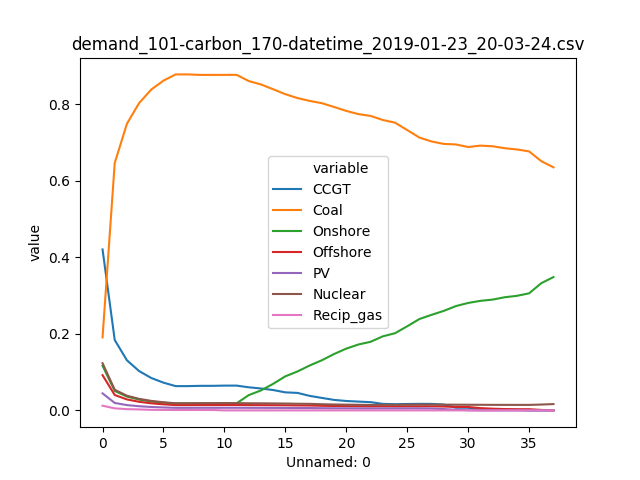 demand_101-carbon_170-datetime_2019-01-23_20-03-24.csv
value
0.8
0.6
0.4
0.2
0.0
variable
CCGT
Coal
Onshore
Offshore
PV
Nuclear
Recip_gas
0 5 10 15 20 25 30 35
Unnamed: 0